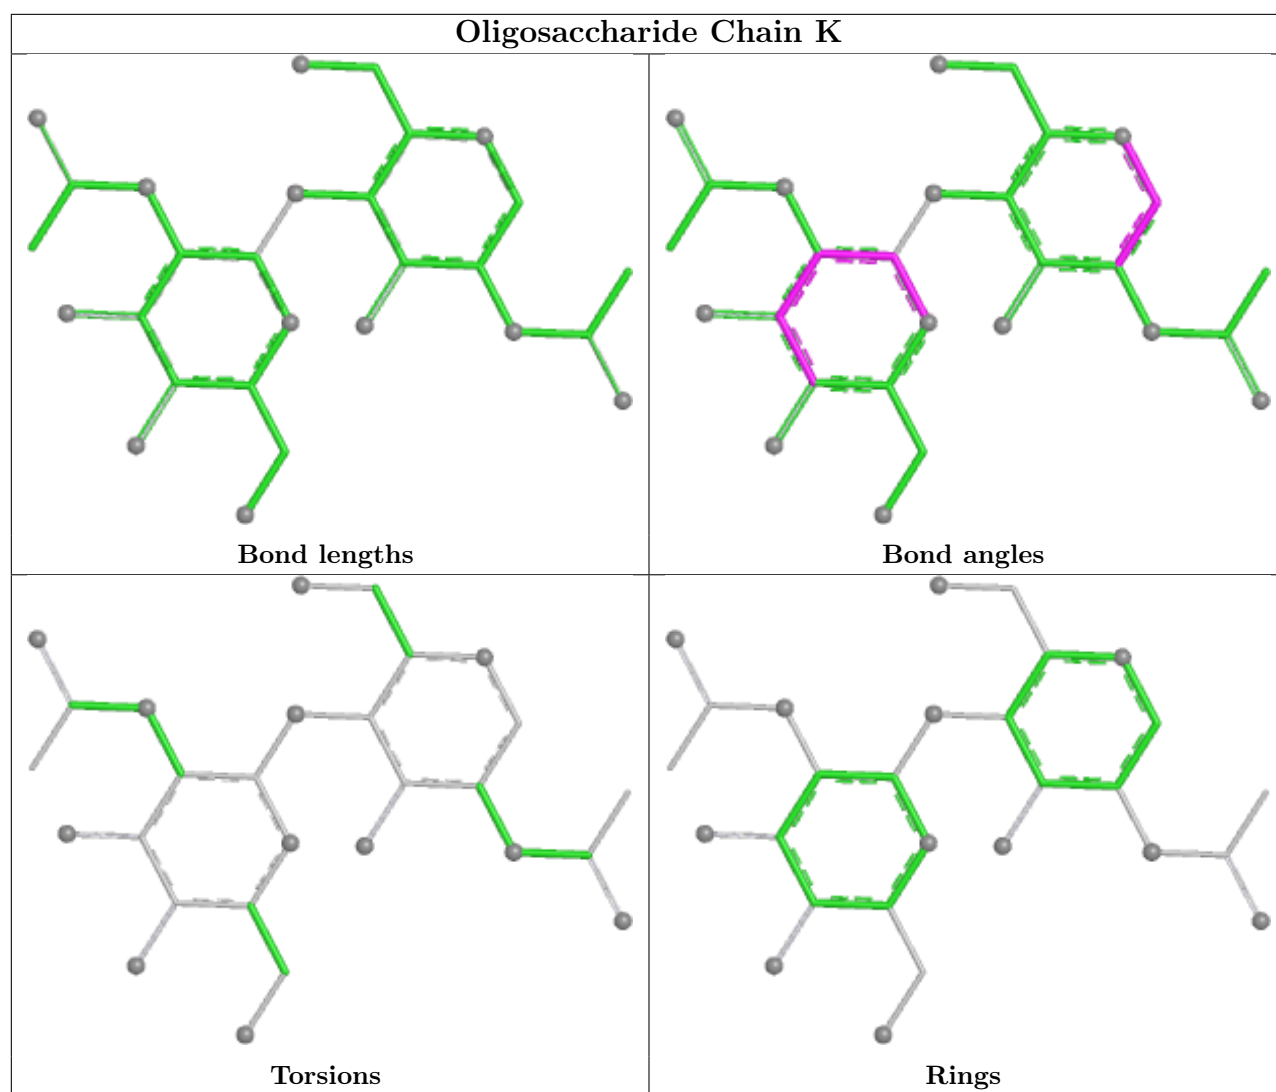 Oligosaccharide Chain K
Bond lengths
Bond angles
Torsions
Rings